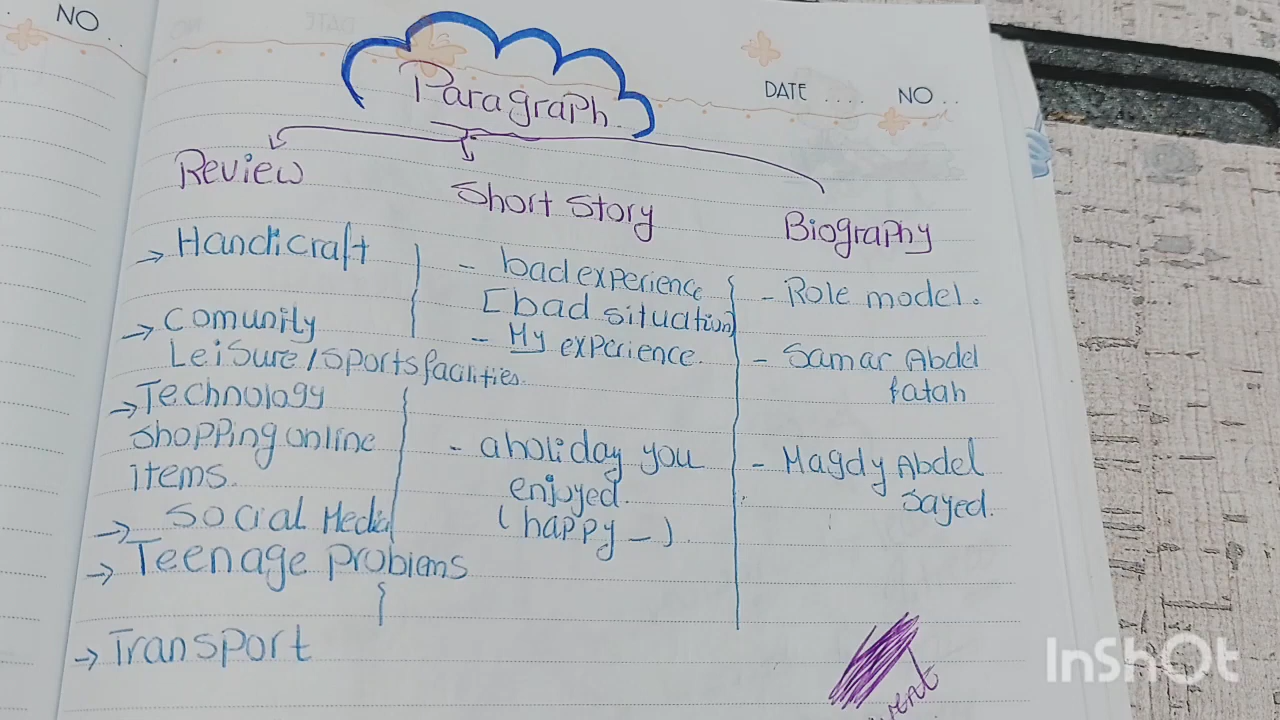 NO . .
DATE ..... NO . .
Paragraph
Review
Short Story
Biography
→ Handicraft
→ Comunity
Leisure / Sports facilities.
→ Technology
shopping online
items.
→ Social Media
→ Teenage problems
→ Transport
- bad experience
[bad situation]
- My experience.
- a holiday you
enjoyed
(happy -).
- Role model.
- Samar Abdel
fatah
- Magdy Abdel
sayed.
InShOt